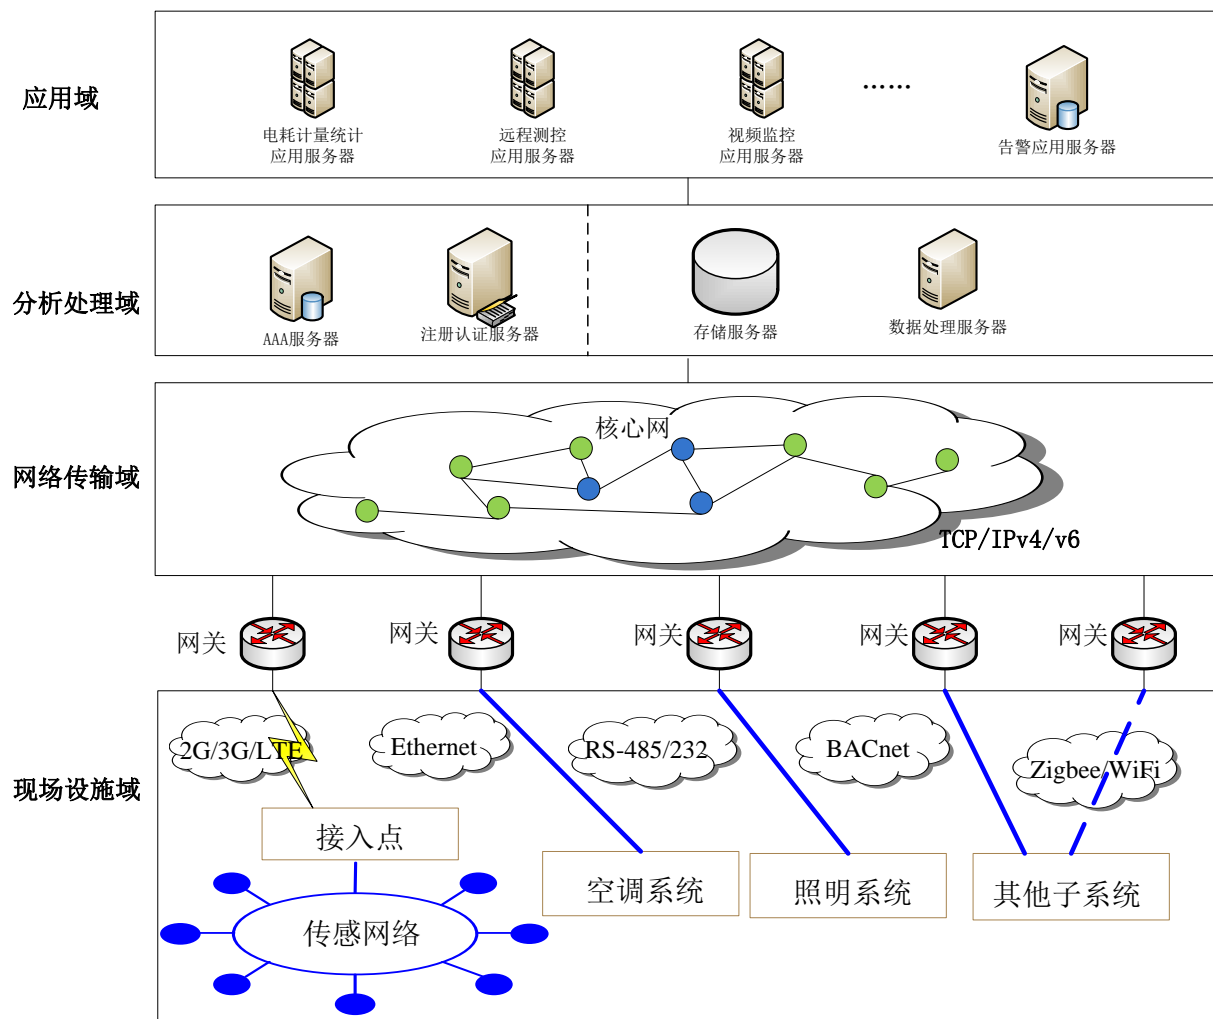 应用域
电耗计量统计
应用服务器
远程测控
应用服务器
视频监控
应用服务器
……
告警应用服务器
分析处理域
AAA服务器
注册认证服务器
存储服务器
数据处理服务器
网络传输域
核心网
TCP/IPv4/v6
网关
网关
网关
网关
网关
现场设施域
2G/3G/LTE
Ethernet
RS-485/232
BACnet
Zigbee/WiFi
接入点
空调系统
照明系统
其他子系统
传感网络